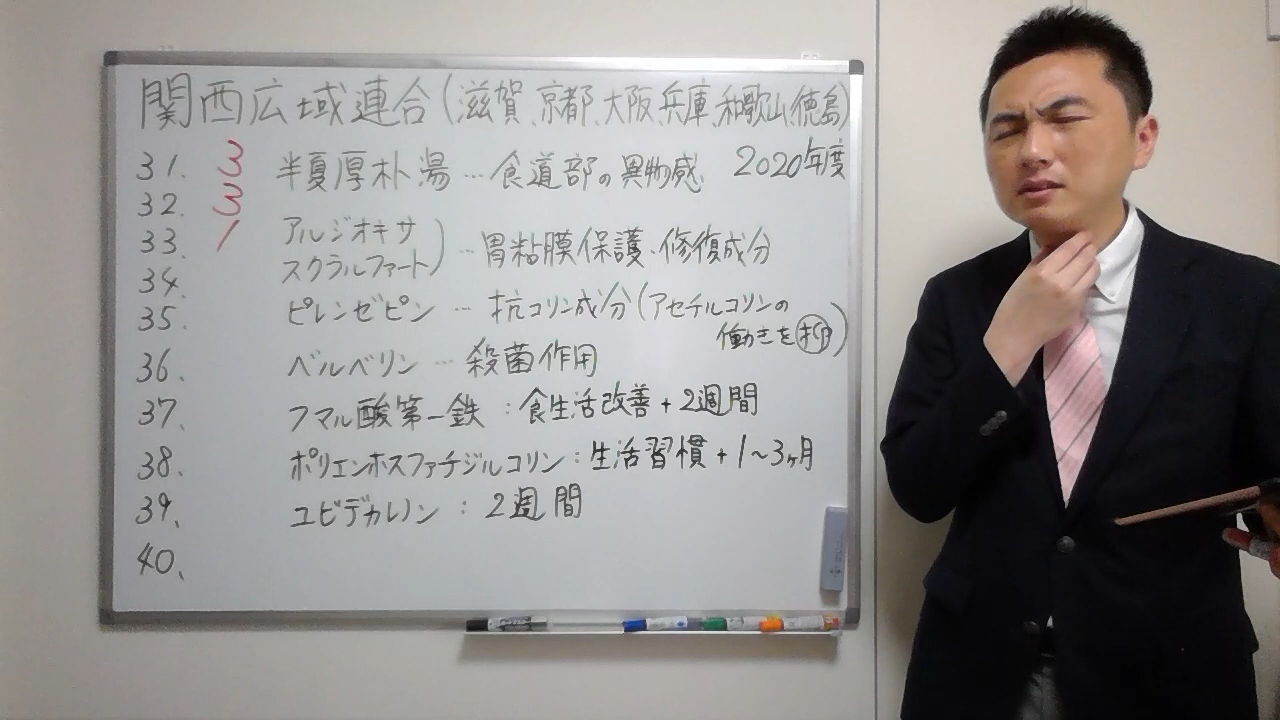 関西広域連合(滋賀、京都、大阪、兵庫、和歌山、徳島)
2020年度
31. 3 半夏厚朴湯…食道部の異物感
32. 3
33. 1 アルジオキサ
スクラルファート)…胃粘膜保護・修復成分
34.
35. ピレンゼピン…抗コリン成分(アセチルコリンの
働きを抑)
36. ベルベリン…殺菌作用
37. フマル酸第一鉄:食生活改善+2週間
38. ポリエンホスファチジルコリン:生活習慣+1~3ヶ月
39. ユビデカレノン:2週間
40.